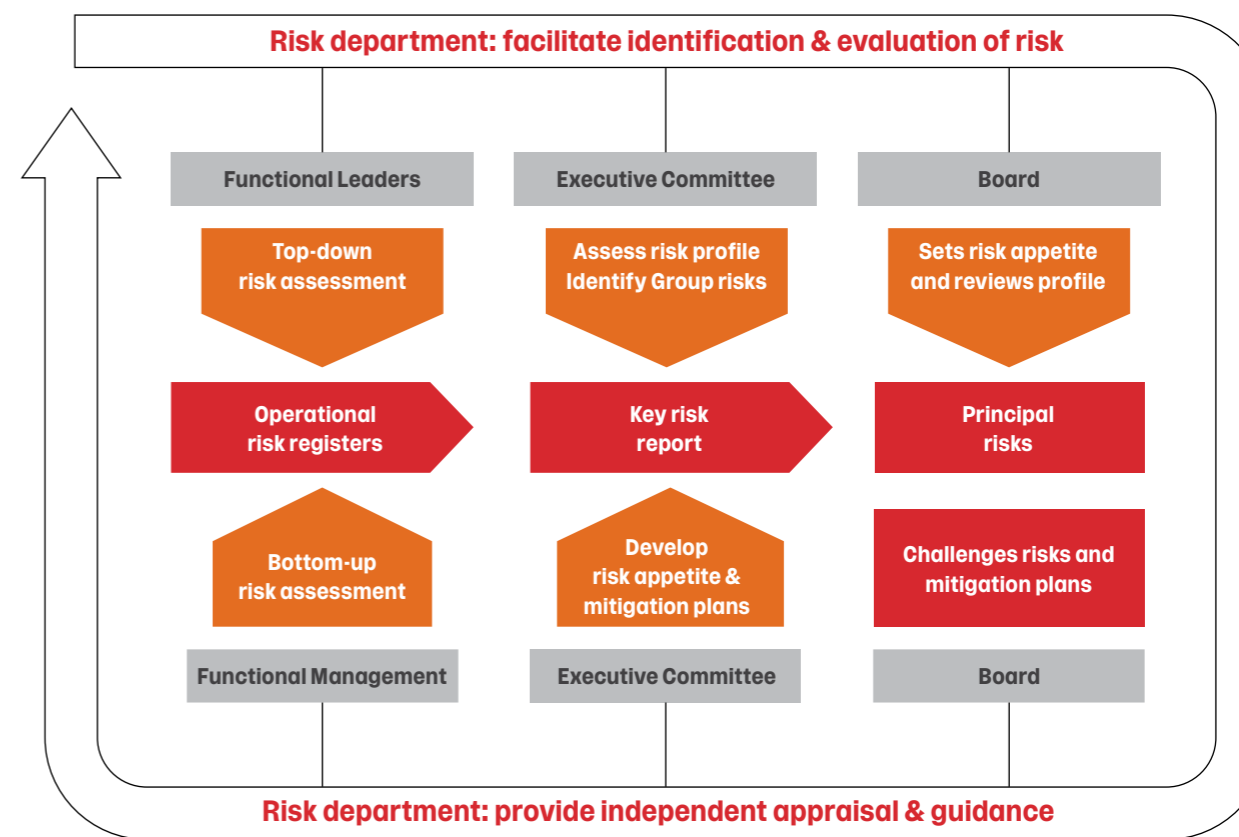 Risk department: facilitate identification & evaluation of risk
Functional Leaders
Executive Committee
Board
Top-down
risk assessment
Assess risk profile
Identify Group risks
Sets risk appetite
and reviews profile
Operational
risk registers
Key risk
report
Principal
risks
Bottom-up
risk assessment
Develop
risk appetite &
mitigation plans
Challenges risks and
mitigation plans
Functional Management
Executive Committee
Board
Risk department: provide independent appraisal & guidance